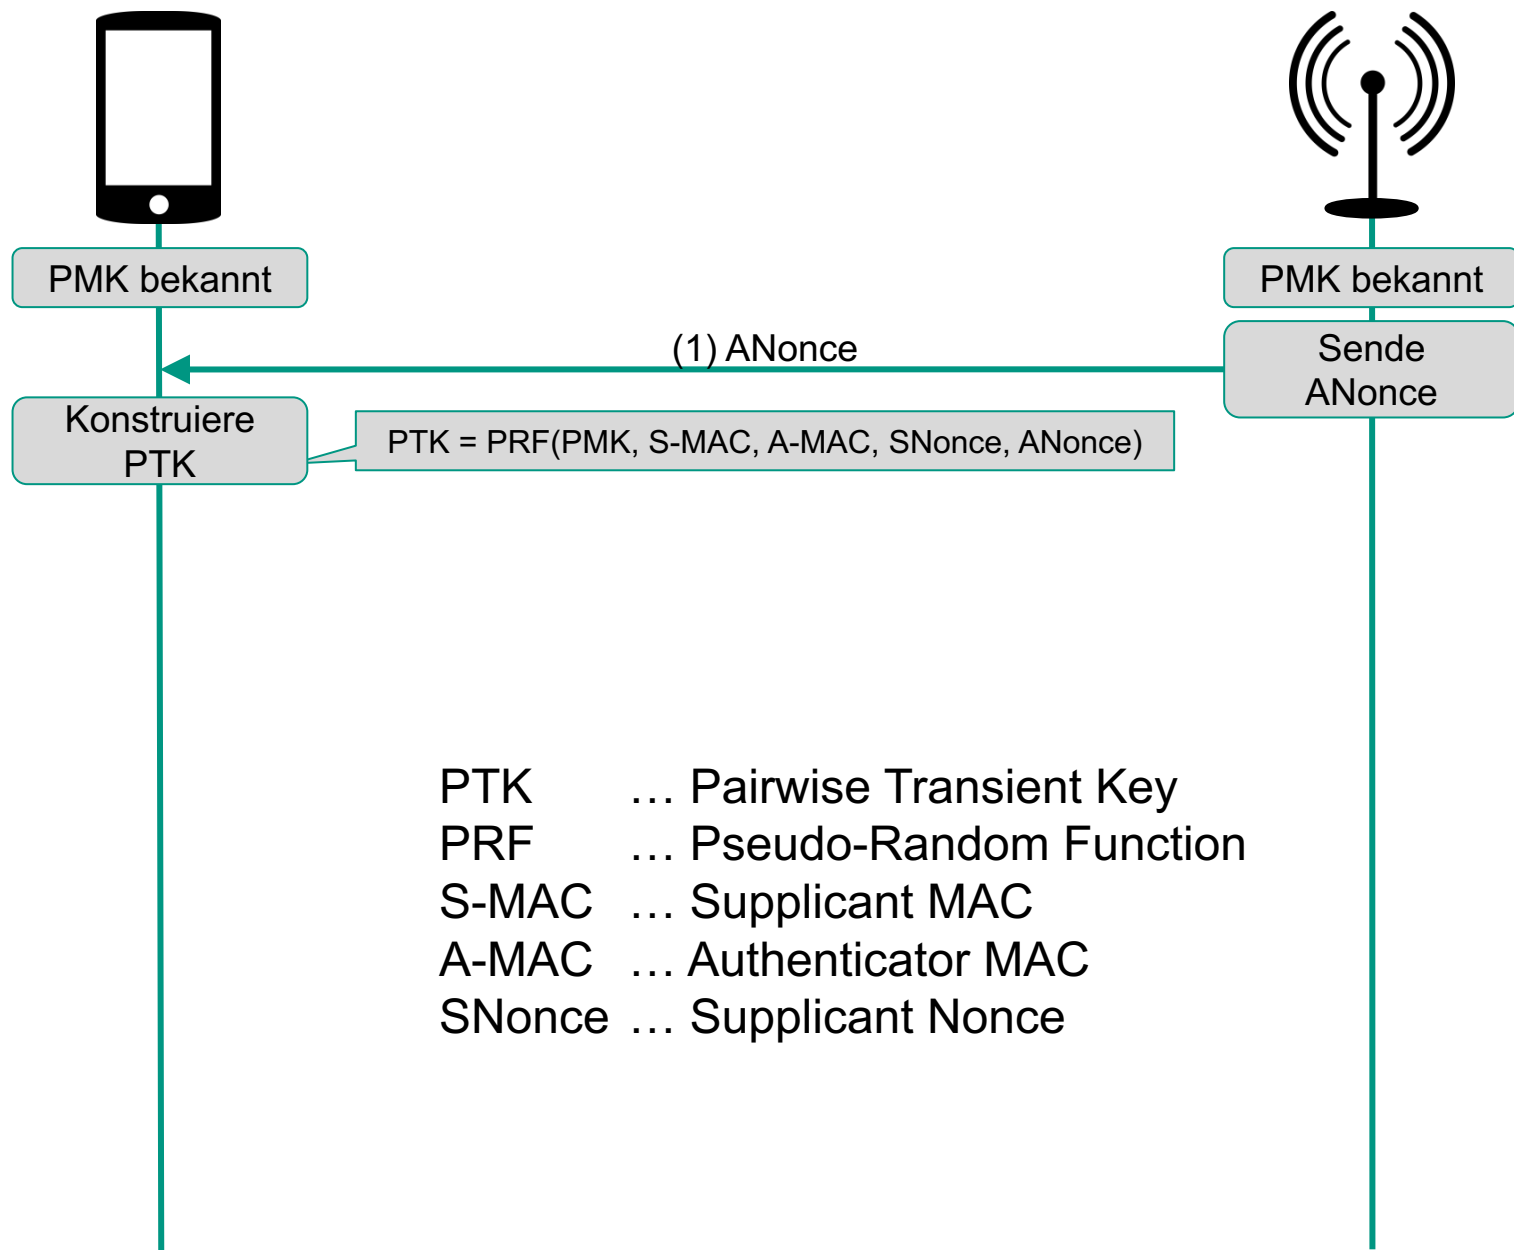 PMK bekannt
PMK bekannt
(1) ANonce
Sende
ANonce
Konstruiere
PTK
PTK = PRF(PMK, S-MAC, A-MAC, SNonce, ANonce)
PTK … Pairwise Transient Key
PRF … Pseudo-Random Function
S-MAC … Supplicant MAC
A-MAC … Authenticator MAC
SNonce … Supplicant Nonce